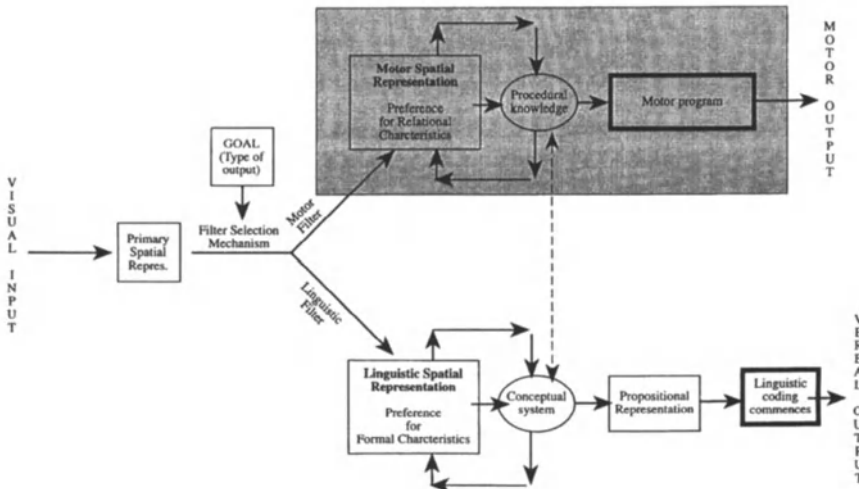 VISUAL INPUT
Primary
Spatial
Repres.
GOAL
(Type of
output)
Filter Selection
Mechanism
Motor
Filter
Linguistic
Filter
Motor Spatial
Representation
Preference
for Relational
Charcteristics
Procedural
knowledge
Motor program
MOTOR OUTPUT
Linguistic Spatial
Representation
Preference
for
Formal Charcteristics
Conceptual
system
Propositional
Representation
Linguistic
coding
commences
VERBAL OUTPUT